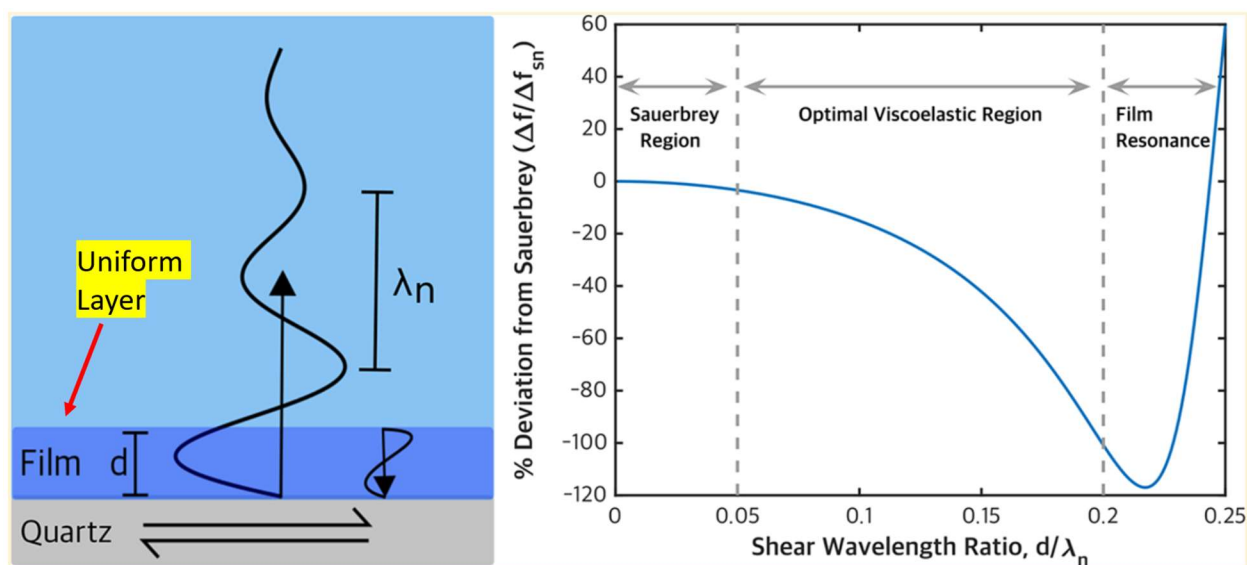 Uniform
Layer
λn
Film d
Quartz
% Deviation from Sauerbrey (Δf/Δfsn)
60
40
20
0
-20
-40
-60
-80
-100
-120
Sauerbrey
Region
Optimal Viscoelastic Region
Film
Resonance
0 0.05 0.1 0.15 0.2 0.25
Shear Wavelength Ratio, d/λn